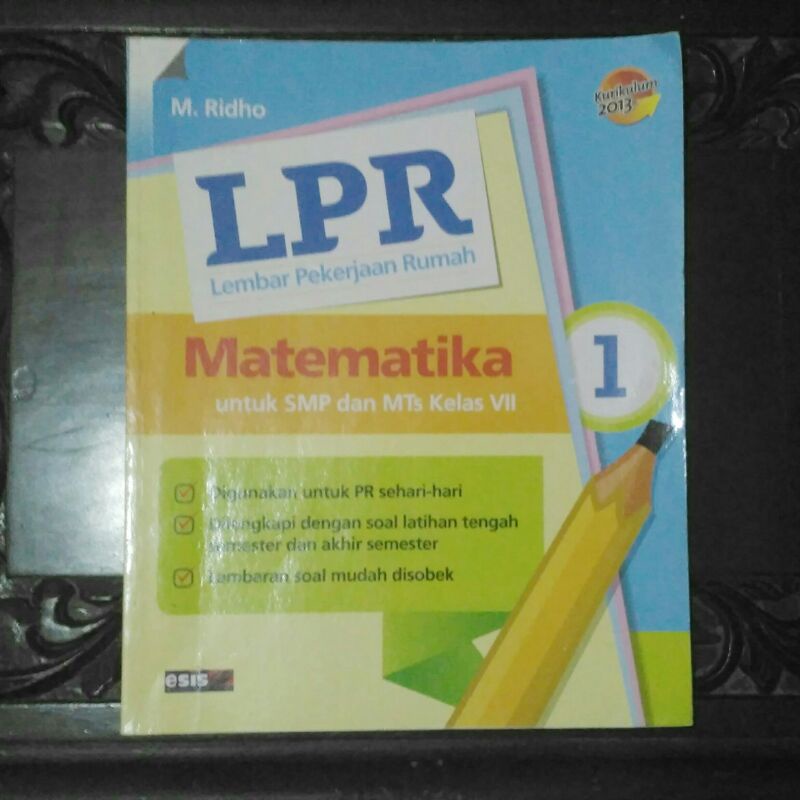 M. Ridho
Kurikulum
2013
LPR
Lembar Pekerjaan Rumah
Matematika
untuk SMP dan MTs Kelas VII
1
Digunakan untuk PR sehari-hari
Dilengkapi dengan soal latihan tengah
semester dan akhir semester
Lembaran soal mudah disobek
esis